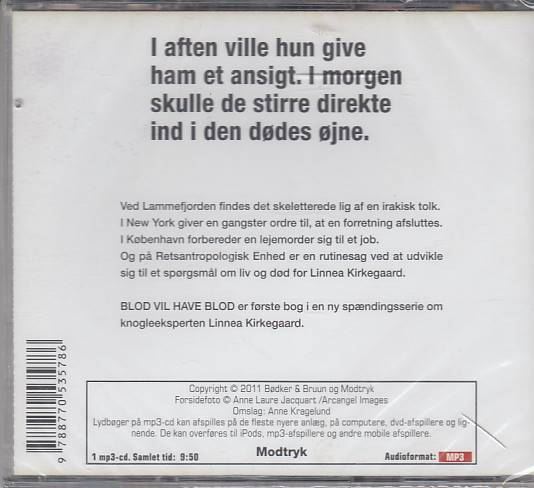 I aften ville hun give
ham et ansigt. I morgen
skulle de stirre direkte
ind i den dødes øjne.
Ved Lammefjorden findes det skeletterede lig af en irakisk tolk.
I New York giver en gangster ordre til, at en forretning afsluttes.
I København forbereder en lejemorder sig til et job.
Og på Retsantropologisk Enhed er en rutinesag ved at udvikle
sig til et spørgsmål om liv og død for Linnea Kirkegaard.
BLOD VIL HAVE BLOD er første bog i en ny spændingsserie om
knogleeksperten Linnea Kirkegaard.
Copyright © 2011 Bødker & Bruun og Modtryk
Forsidefoto © Anne Laure Jacquart /Arcangel Images
Omslag: Anne Kragelund
Lydbøger på mp3-cd kan afspilles på de fleste nyere anlæg, på computere, dvd-afspillere og lig-
nende. De kan overføres til iPods, mp3-afspillere og andre mobile afspillere.
1 mp3-cd. Samlet tid: 9:50 Modtryk Audioformat: MP3
9 788770 535786